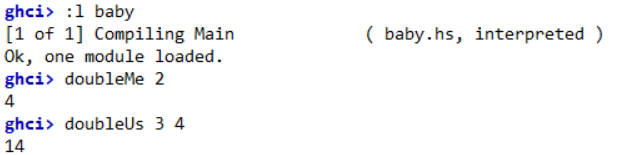 ghci> :l baby
[1 of 1] Compiling Main             ( baby.hs, interpreted )
Ok, one module loaded.
ghci> doubleMe 2
4
ghci> doubleUs 3 4
14